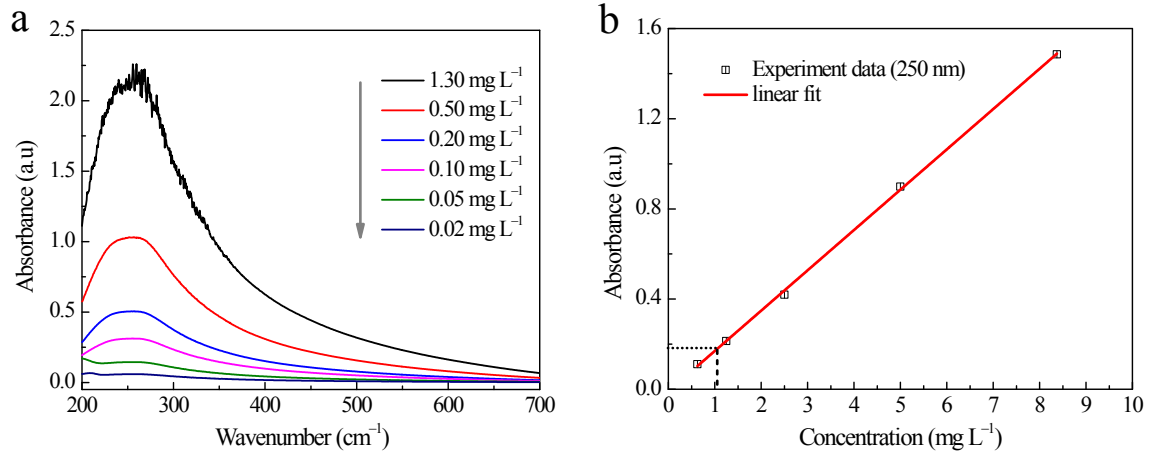 a
2.5
2.0
1.5
1.0
0.5
0.0
Absorbance (a.u)
200 300 400 500 600 700
Wavenumber (cm⁻¹)
1.30 mg L⁻¹
0.50 mg L⁻¹
0.20 mg L⁻¹
0.10 mg L⁻¹
0.05 mg L⁻¹
0.02 mg L⁻¹
b
1.6
1.2
0.8
0.4
0.0
Absorbance (a.u)
0 1 2 3 4 5 6 7 8 9 10
Concentration (mg L⁻¹)
Experiment data (250 nm)
linear fit